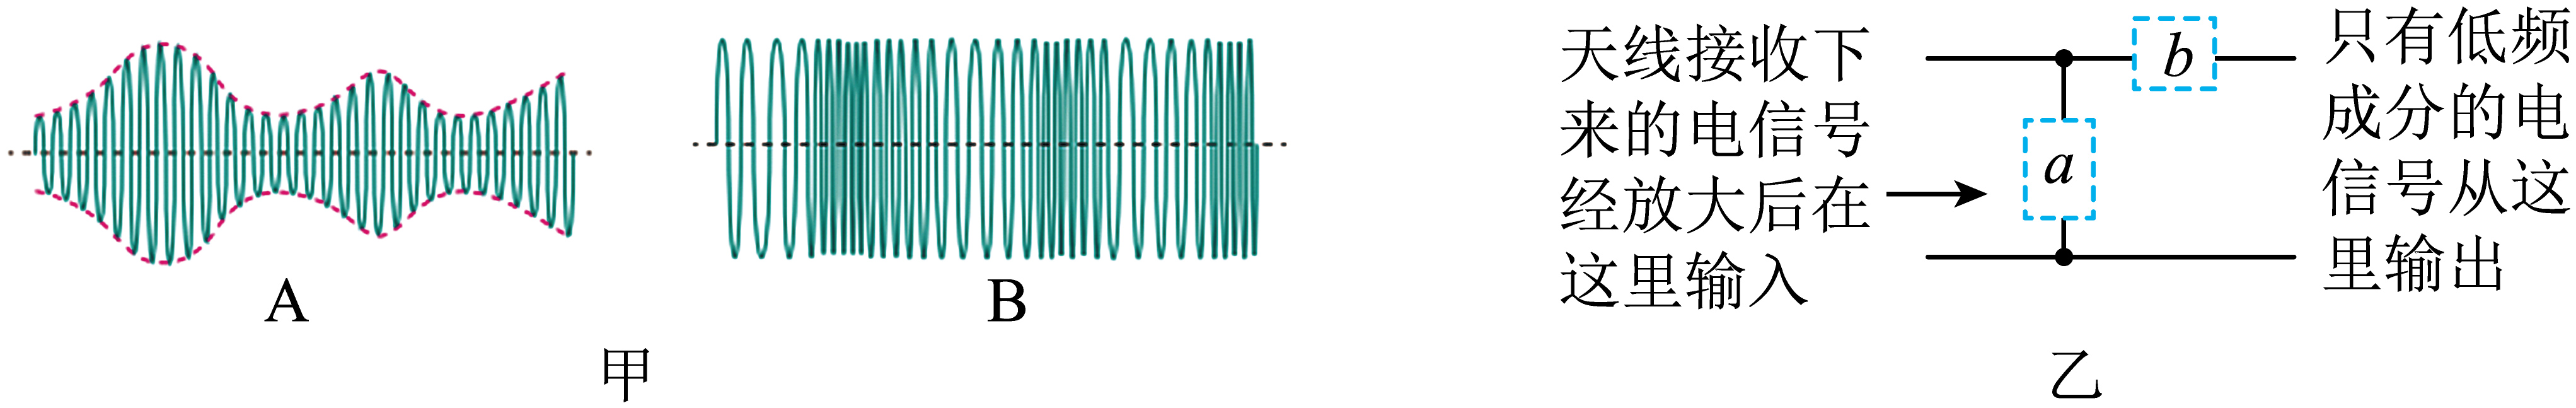 A
B
甲
天线接收下
来的电信号
经放大后在
这里输入
a
b
只有低频
成分的电
信号从这
里输出
乙